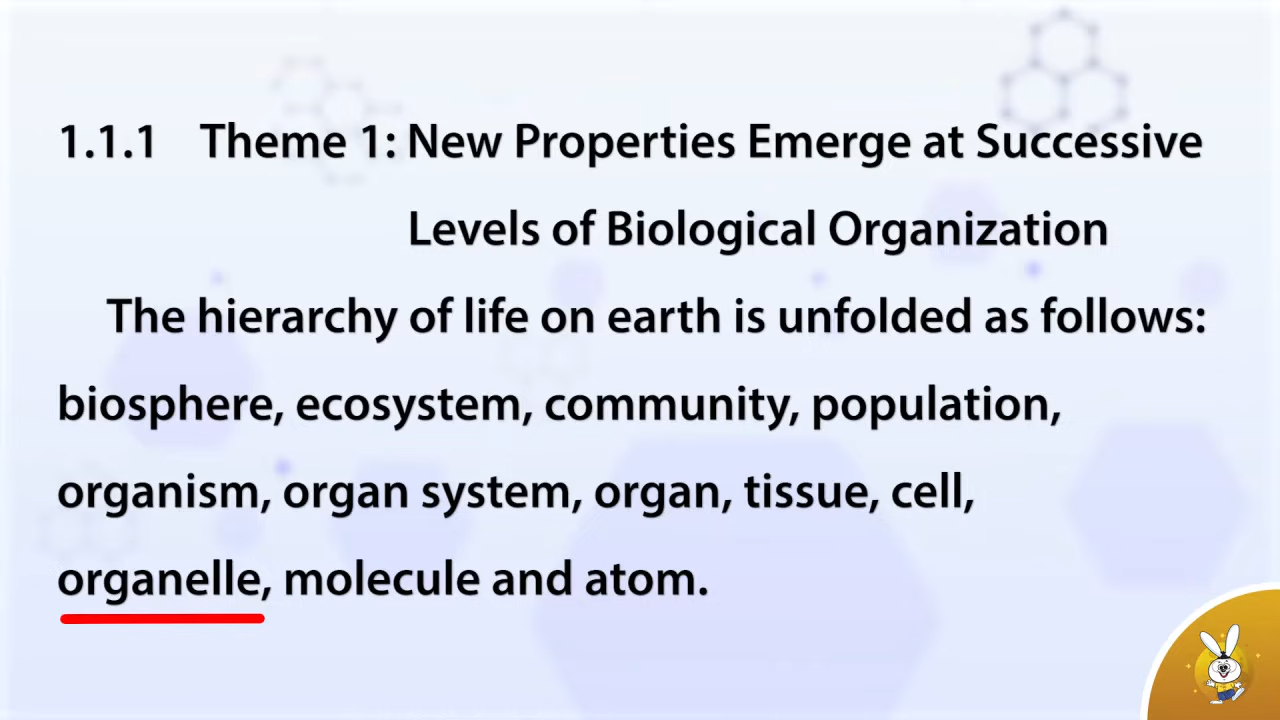 1.1.1 Theme 1: New Properties Emerge at Successive
Levels of Biological Organization
The hierarchy of life on earth is unfolded as follows:
biosphere, ecosystem, community, population,
organism, organ system, organ, tissue, cell,
organelle, molecule and atom.